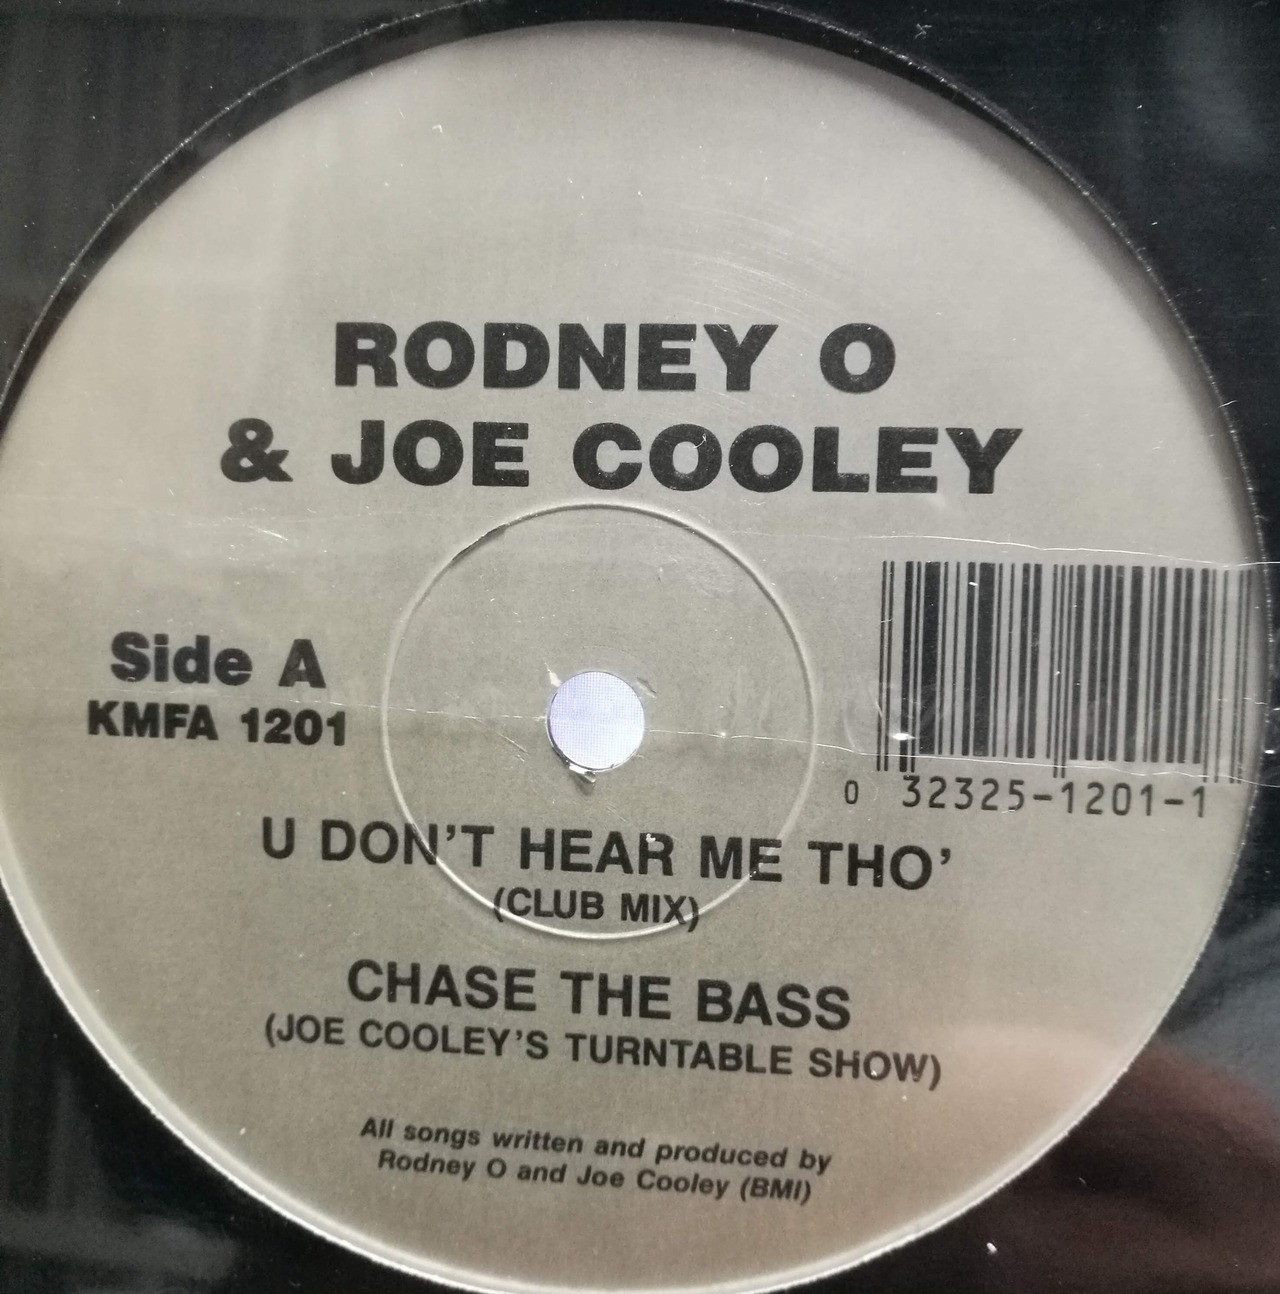 RODNEY O
& JOE COOLEY
Side A
KMFA 1201
0 32325-1201-1
U DON'T HEAR ME THO'
(CLUB MIX)
CHASE THE BASS
(JOE COOLEY'S TURNTABLE SHOW)
All songs written and produced by
Rodney O and Joe Cooley (BMI)